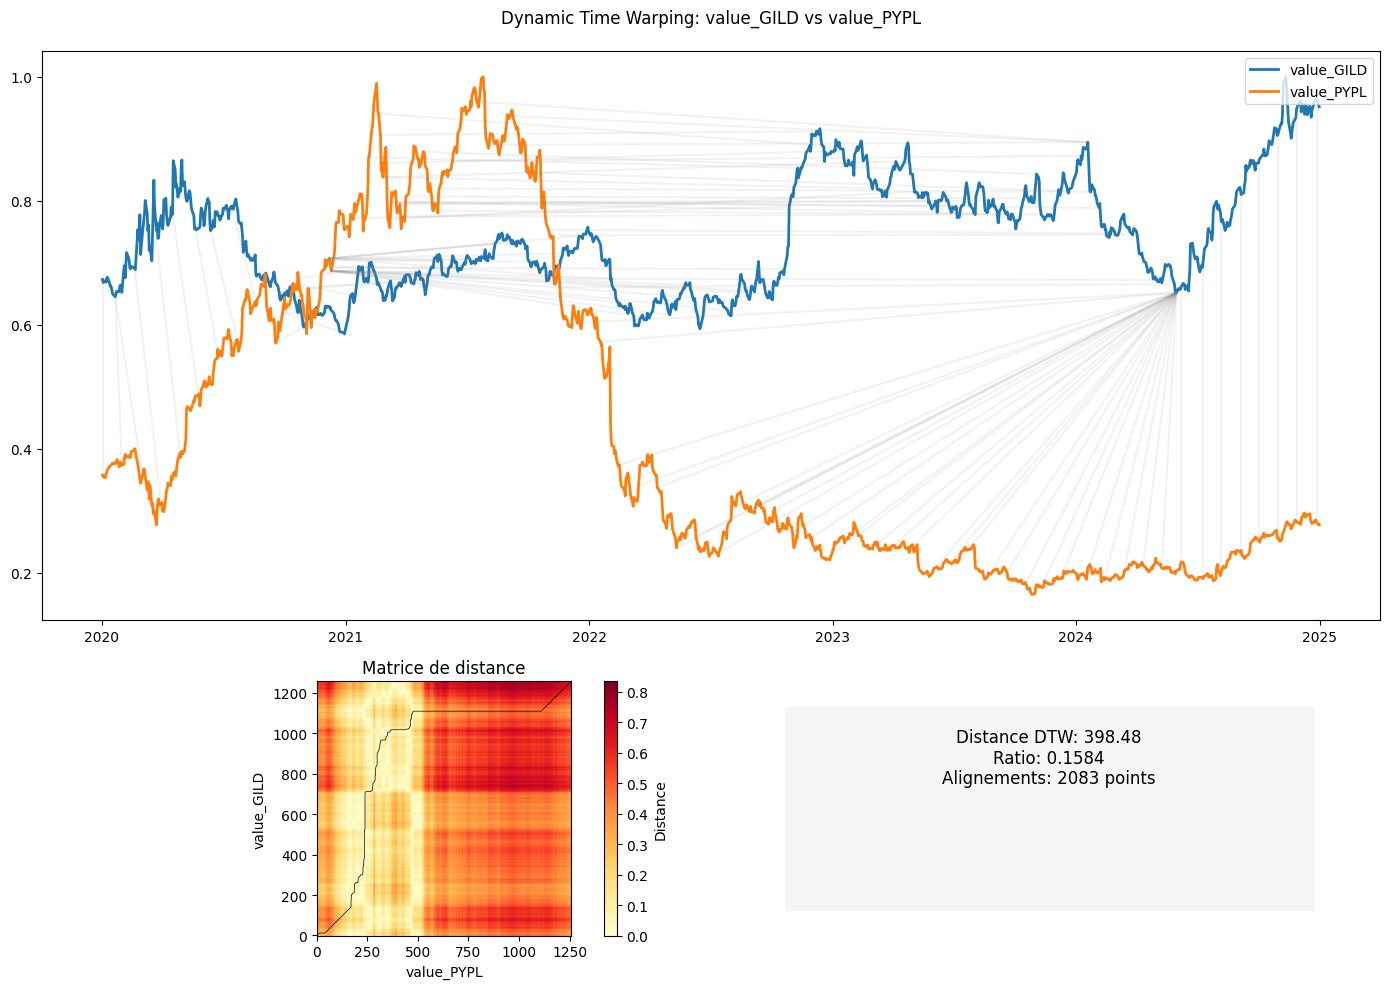 Dynamic Time Warping: value_GILD vs value_PYPL
1.0
0.8
0.6
0.4
0.2
value_GILD
value_PYPL
2020 2021 2022 2023 2024 2025
Matrice de distance
value_GILD
1200
1000
800
600
400
200
0
0 250 500 750 1000 1250
value_PYPL
0.8
0.7
0.6
0.5
0.4
0.3
0.2
0.1
0.0
Distance
Distance DTW: 398.48
Ratio: 0.1584
Alignements: 2083 points